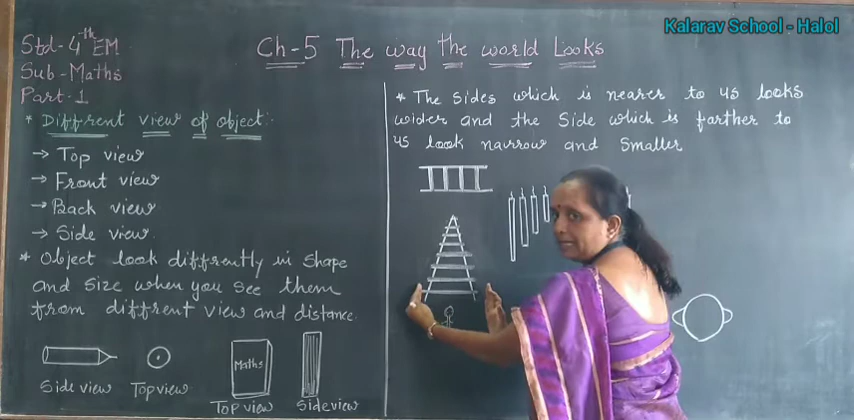 Kalarav School - Halol
Std-4th EM
Sub-Maths
Part-1
Ch-5 The way the world Looks
* Different view of object:-
→ Top view
→ Front view
→ Back view
→ Side view.
* Object look differently in shape
and size when you see them
from different view and distance.
Side view
Top view
Maths
Top view
Side view
* The sides which is nearer to us looks
wider and the side which is farther to
us look narrow and smaller